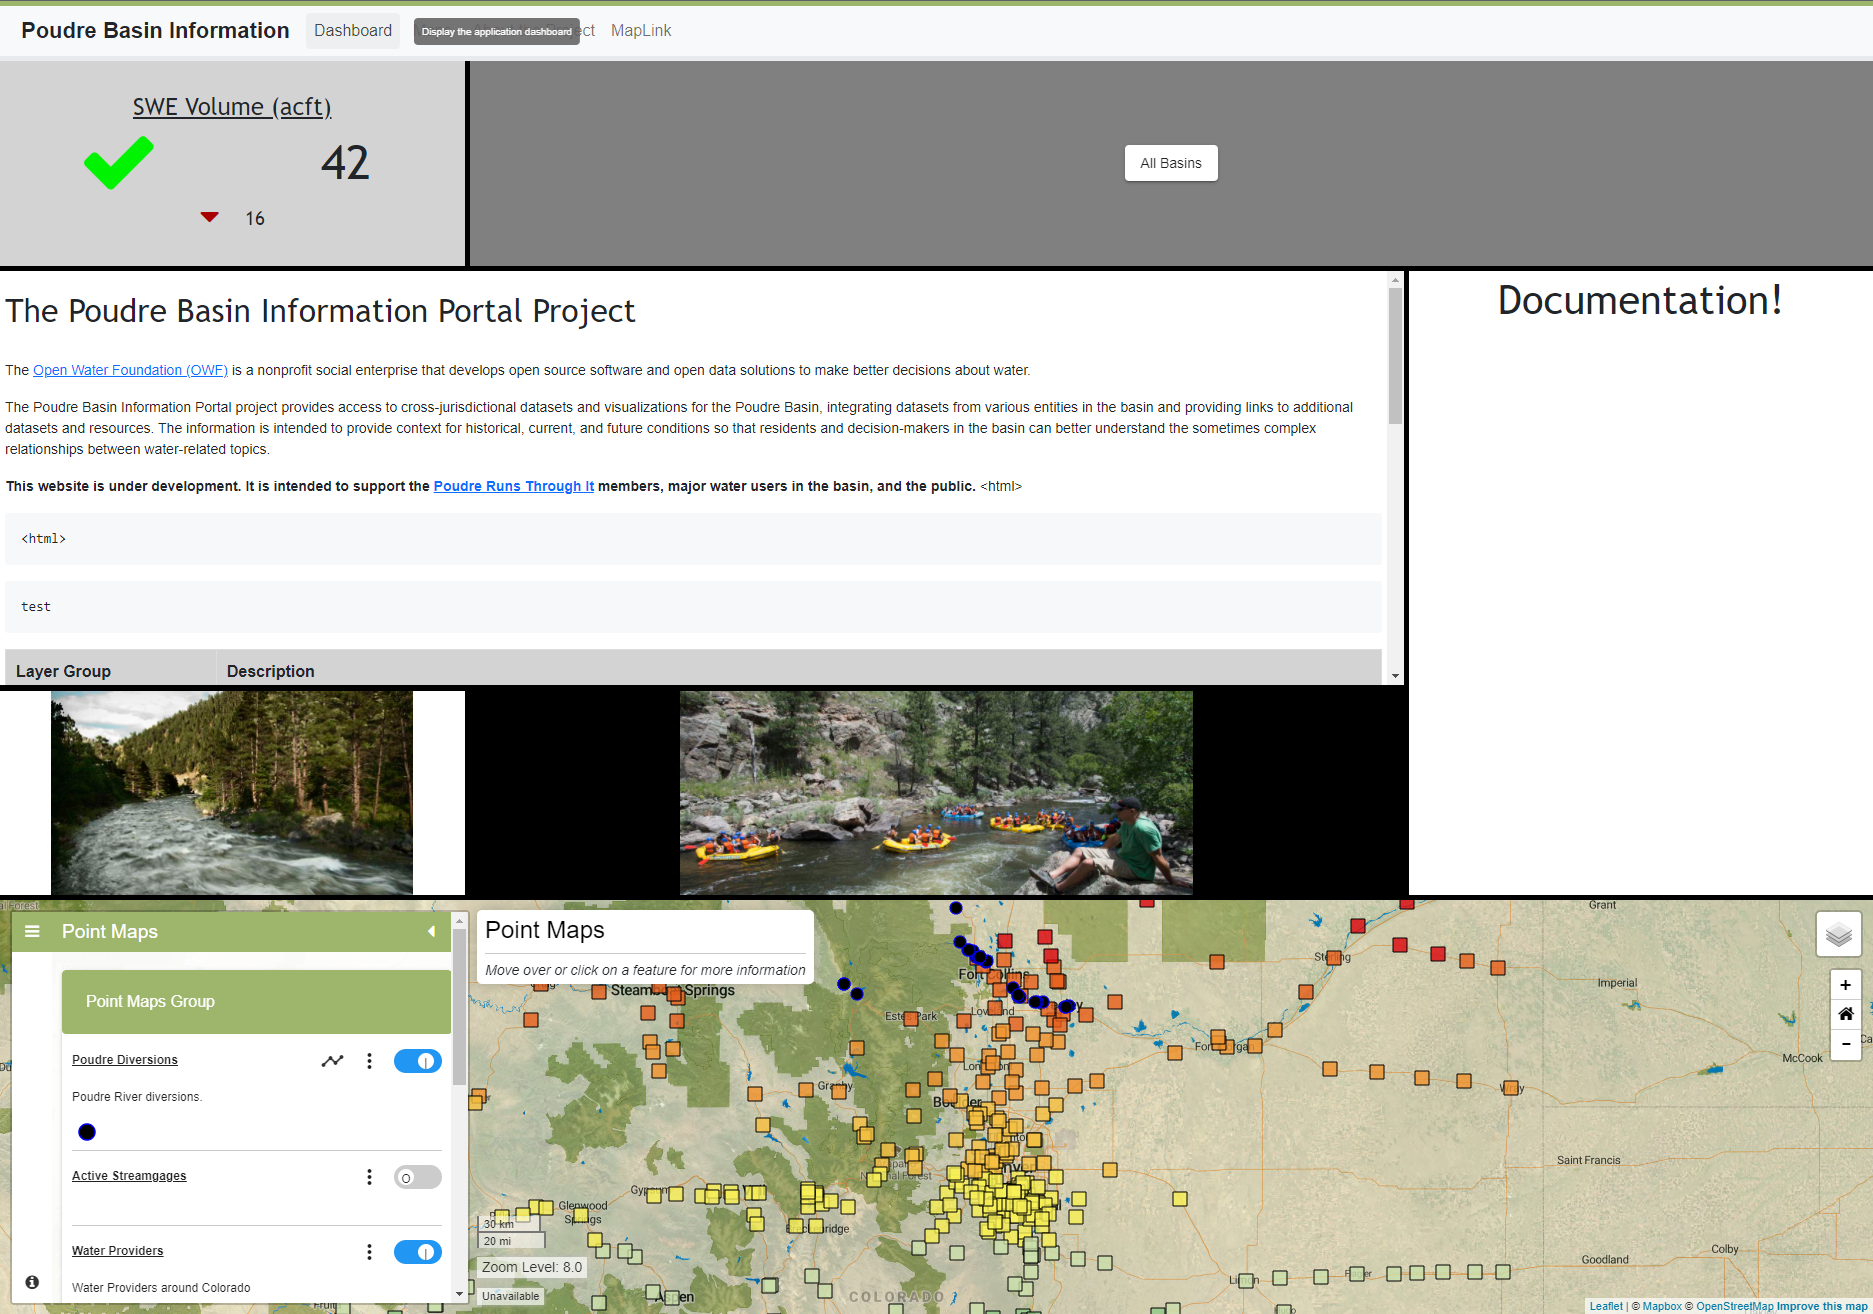 Poudre Basin Information
Dashboard
Display the application dashboard
ect
MapLink
SWE Volume (acft)
42
16
All Basins
The Poudre Basin Information Portal Project
The Open Water Foundation (OWF) is a nonprofit social enterprise that develops open source software and open data solutions to make better decisions about water.
The Poudre Basin Information Portal project provides access to cross-jurisdictional datasets and visualizations for the Poudre Basin, integrating datasets from various entities in the basin and providing links to additional
datasets and resources. The information is intended to provide context for historical, current, and future conditions so that residents and decision-makers in the basin can better understand the sometimes complex
relationships between water-related topics.
This website is under development. It is intended to support the Poudre Runs Through It members, major water users in the basin, and the public. <html>
<html>
test
Layer Group
Description
Documentation!
Point Maps
Point Maps Group
Poudre Diversions
Poudre River diversions.
Active Streamgages
Water Providers
Water Providers around Colorado
Point Maps
Move over or click on a feature for more information
Steamboat Springs
Fort Collins
Estes Park
Loveland
Granby
Boulder
Glenwood
Springs
Sterling
Grant
Imperial
McCook
Saint Francis
Goodland
Colby
COLORADO
30 km
20 mi
Zoom Level: 8.0
Unavailable
+
−
Leaflet | © Mapbox © OpenStreetMap Improve this map